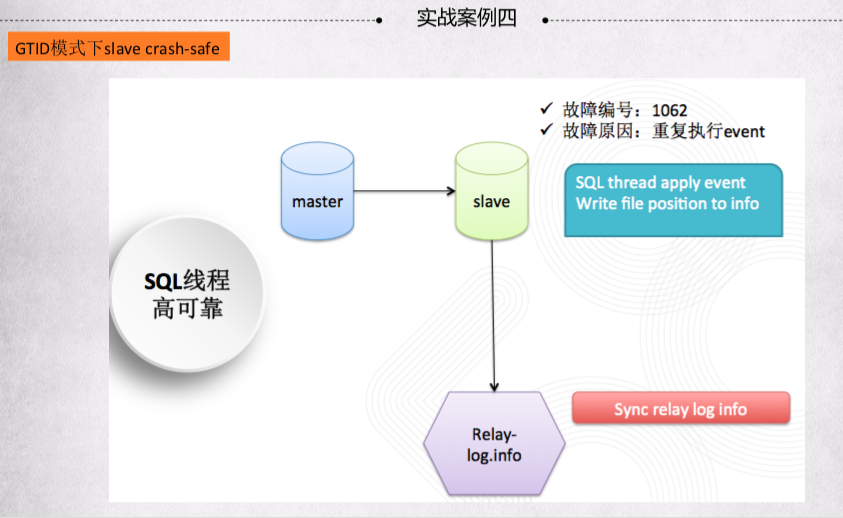 实战案例四
GTID模式下slave crash-safe
✓ 故障编号：1062
✓ 故障原因：重复执行event
master
slave
SQL thread apply event
Write file position to info
SQL线程
高可靠
Sync relay log info
Relay-
log.info